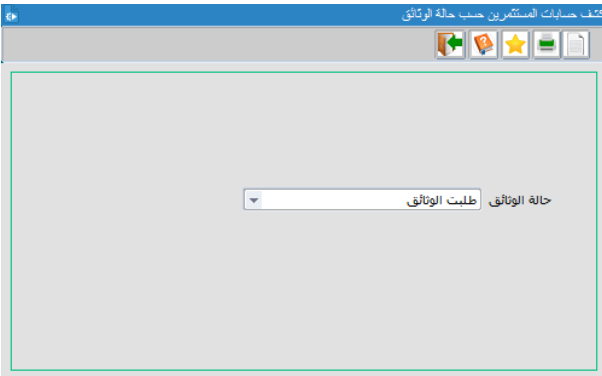 كشف حسابات المستثمرين حسب حالة الوثائق
حالة الوثائق طلبت الوثائق